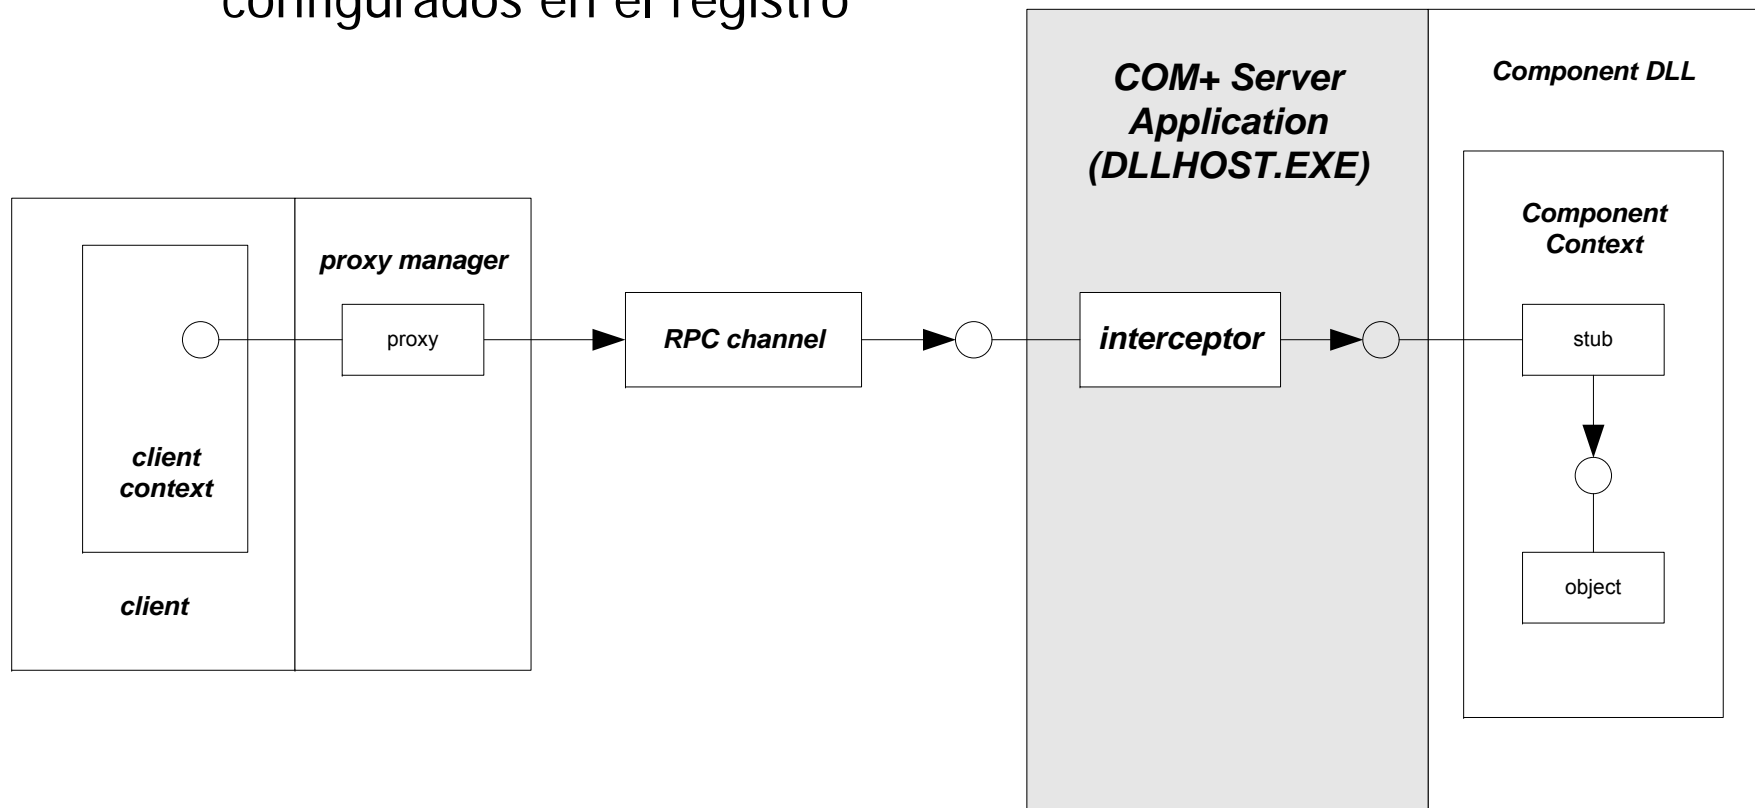 configurados en el registro
COM+ Server
Application
(DLLHOST.EXE)
Component DLL
Component
Context
proxy manager
proxy
RPC channel
interceptor
stub
client
context
object
client